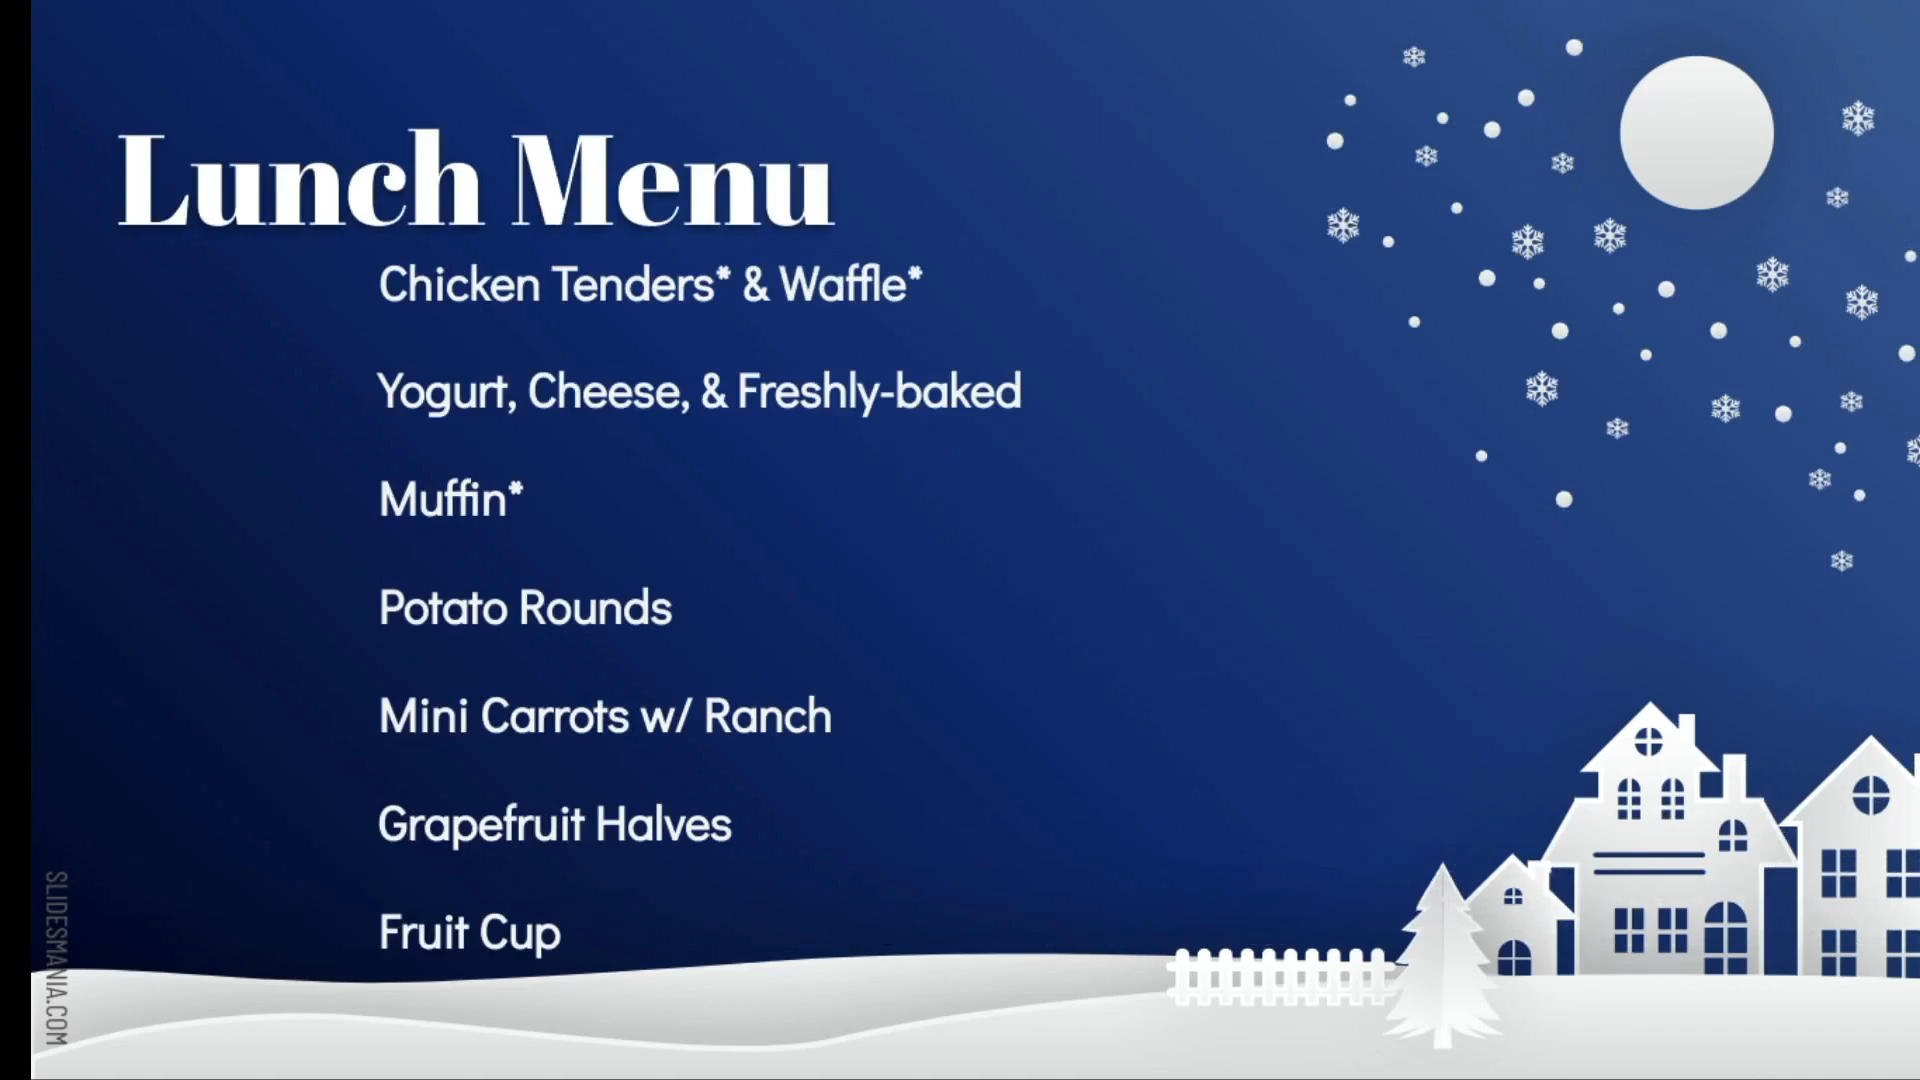 Lunch Menu
Chicken Tenders* & Waffle*
Yogurt, Cheese, & Freshly-baked
Muffin*
Potato Rounds
Mini Carrots w/ Ranch
Grapefruit Halves
Fruit Cup
SLIDESMANIA.COM